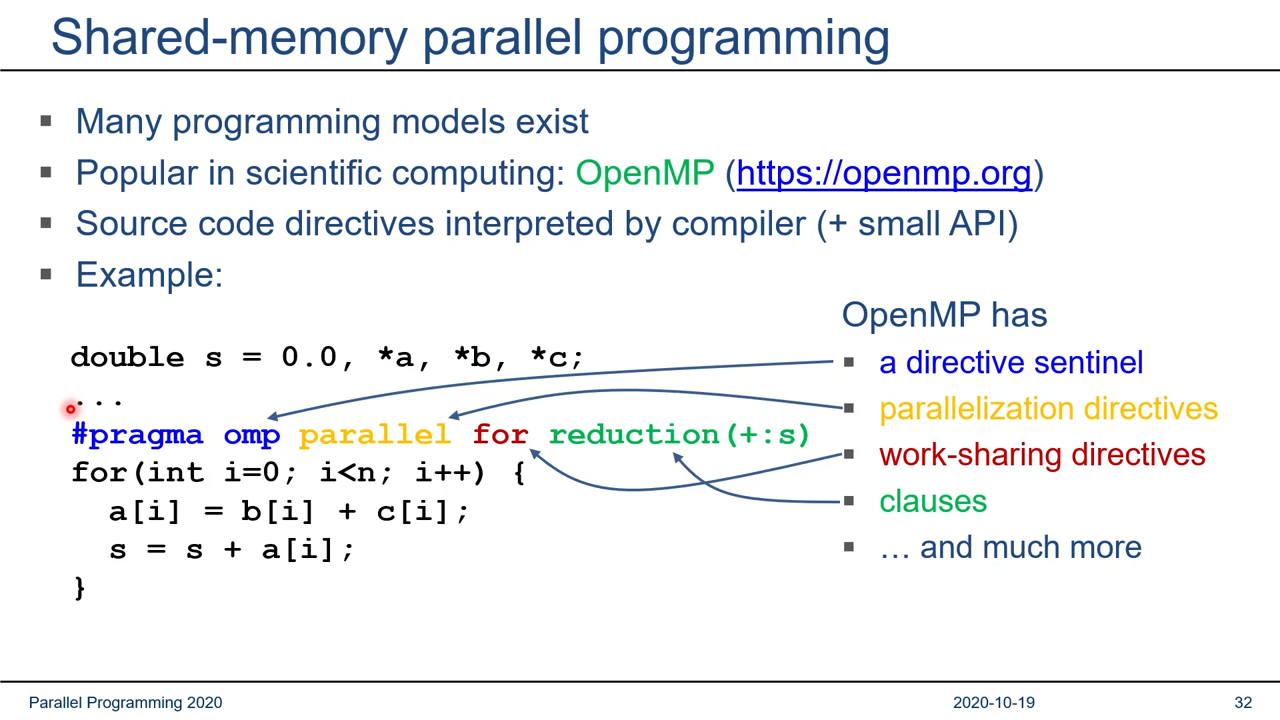 Shared-memory parallel programming
▪ Many programming models exist
▪ Popular in scientific computing: OpenMP (https://openmp.org)
▪ Source code directives interpreted by compiler (+ small API)
▪ Example:
double s = 0.0, *a, *b, *c;
...
#pragma omp parallel for reduction(+:s)
for(int i=0; i<n; i++) {
  a[i] = b[i] + c[i];
  s = s + a[i];
}
OpenMP has
▪ a directive sentinel
▪ parallelization directives
▪ work-sharing directives
▪ clauses
▪ … and much more
Parallel Programming 2020
2020-10-19
32